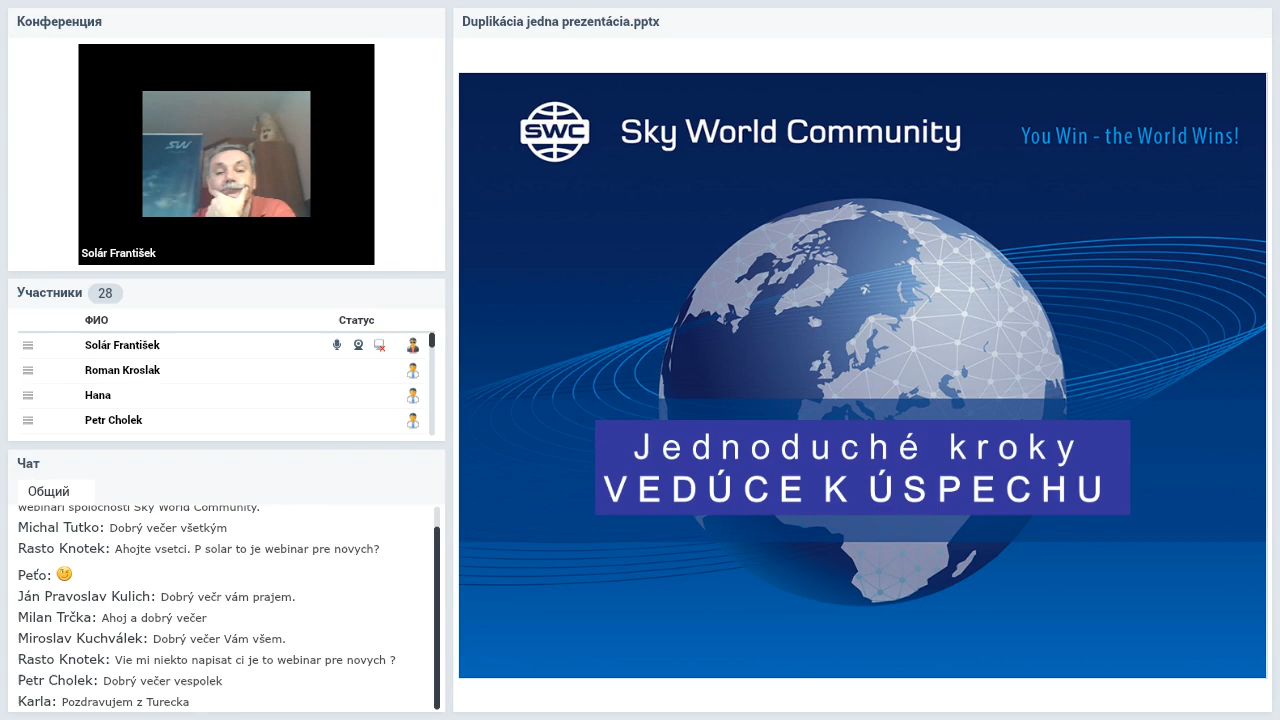 Конференция
Solár František
Участники 28
ФИО Статус
Solár František
Roman Kroslak
Hana
Petr Cholek
Чат
Общий
webinári spoločnosti Sky World Community.
Michal Tutko: Dobrý večer všetkým
Rasto Knotek: Ahojte vsetci. P solar to je webinar pre novych?
Peťo:
Ján Pravoslav Kulich: Dobrý večr vám prajem.
Milan Trčka: Ahoj a dobrý večer
Miroslav Kuchválek: Dobrý večer Vám všem.
Rasto Knotek: Vie mi niekto napisat ci je to webinar pre novych ?
Petr Cholek: Dobrý večer vespolek
Karla: Pozdravujem z Turecka
Duplikácia jedna prezentácia.pptx
SWC Sky World Community
You Win - the World Wins!
Jednoduché kroky
VEDÚCE K ÚSPECHU
SW